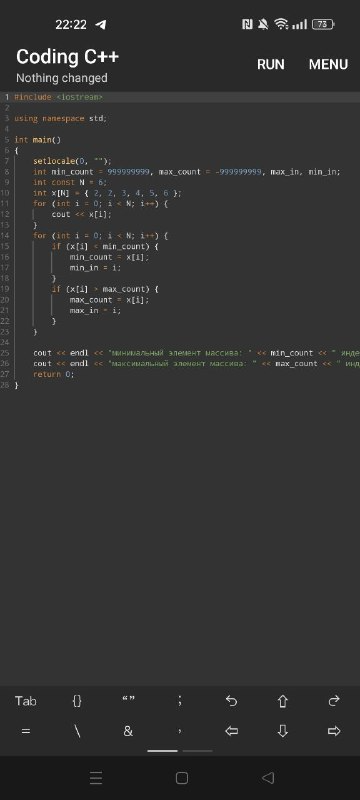 22:22
73
Coding C++
Nothing changed
RUN MENU
1 #include <iostream>
2
3 using namespace std;
4
5 int main()
6 {
7 setlocale(0, "");
8 int min_count = 999999999, max_count = -999999999, max_in, min_in;
9 int const N = 6;
10 int x[N] = { 2, 2, 3, 4, 5, 6 };
11 for (int i = 0; i < N; i++) {
12 cout << x[i];
13 }
14 for (int i = 0; i < N; i++) {
15 if (x[i] < min_count) {
16 min_count = x[i];
17 min_in = i;
18 }
19 if (x[i] > max_count) {
20 max_count = x[i];
21 max_in = i;
22 }
23 }
24
25 cout << endl << "минимальный элемент массива: " << min_count << " инде
26 cout << endl << "максимальный элемент массива: " << max_count << " инд
27 return 0;
28 }
Tab {} “” ;
= \ & ,